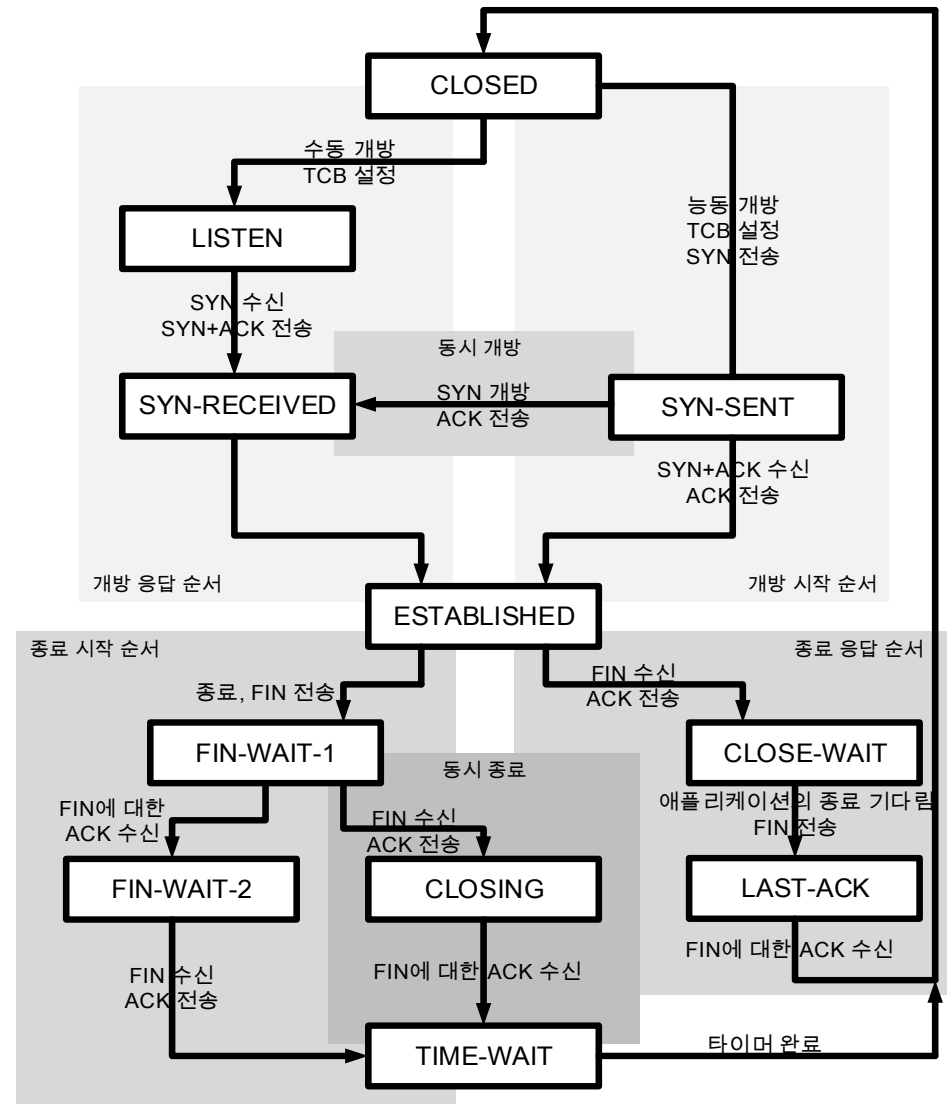 CLOSED
수동 개방
TCB 설정
능동 개방
TCB 설정
SYN 전송
LISTEN
SYN 수신
SYN+ACK 전송
동시 개방
SYN-RECEIVED
SYN 개방
ACK 전송
SYN-SENT
SYN+ACK 수신
ACK 전송
개방 응답 순서
개방 시작 순서
ESTABLISHED
종료 시작 순서
종료 응답 순서
종료, FIN 전송
FIN 수신
ACK 전송
FIN-WAIT-1
동시 종료
CLOSE-WAIT
FIN에 대한
ACK 수신
FIN 수신
ACK 전송
애플리케이션의 종료 기다림
FIN 전송
FIN-WAIT-2
CLOSING
LAST-ACK
FIN 수신
ACK 전송
FIN에 대한 ACK 수신
FIN에 대한 ACK 수신
TIME-WAIT
타이머 완료